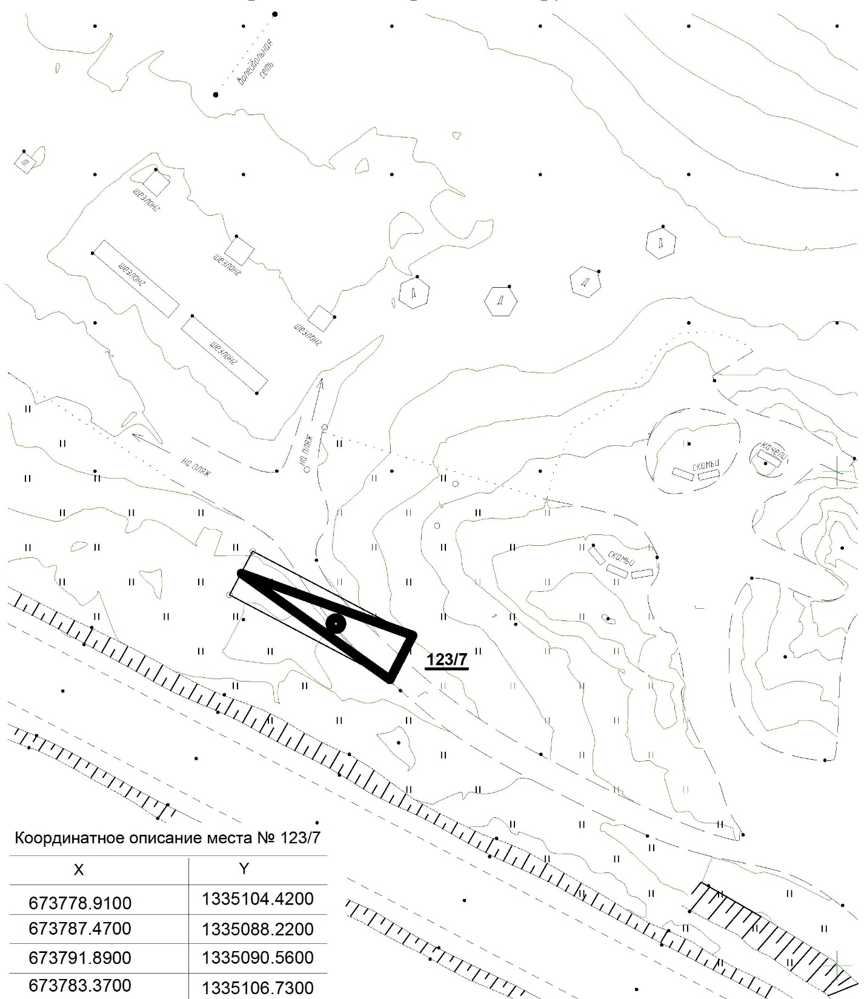 волейбольная
сеть
т.
шезлонг
шезлонг
шезлонг
шезлонг
шезлонг
Д
Д
Д
Д
на пляж
на пляж
качели
скамьи
скамьи
123/7
Координатное описание места № 123/7
X Y
673778.9100 1335104.4200
673787.4700 1335088.2200
673791.8900 1335090.5600
673783.3700 1335106.7300